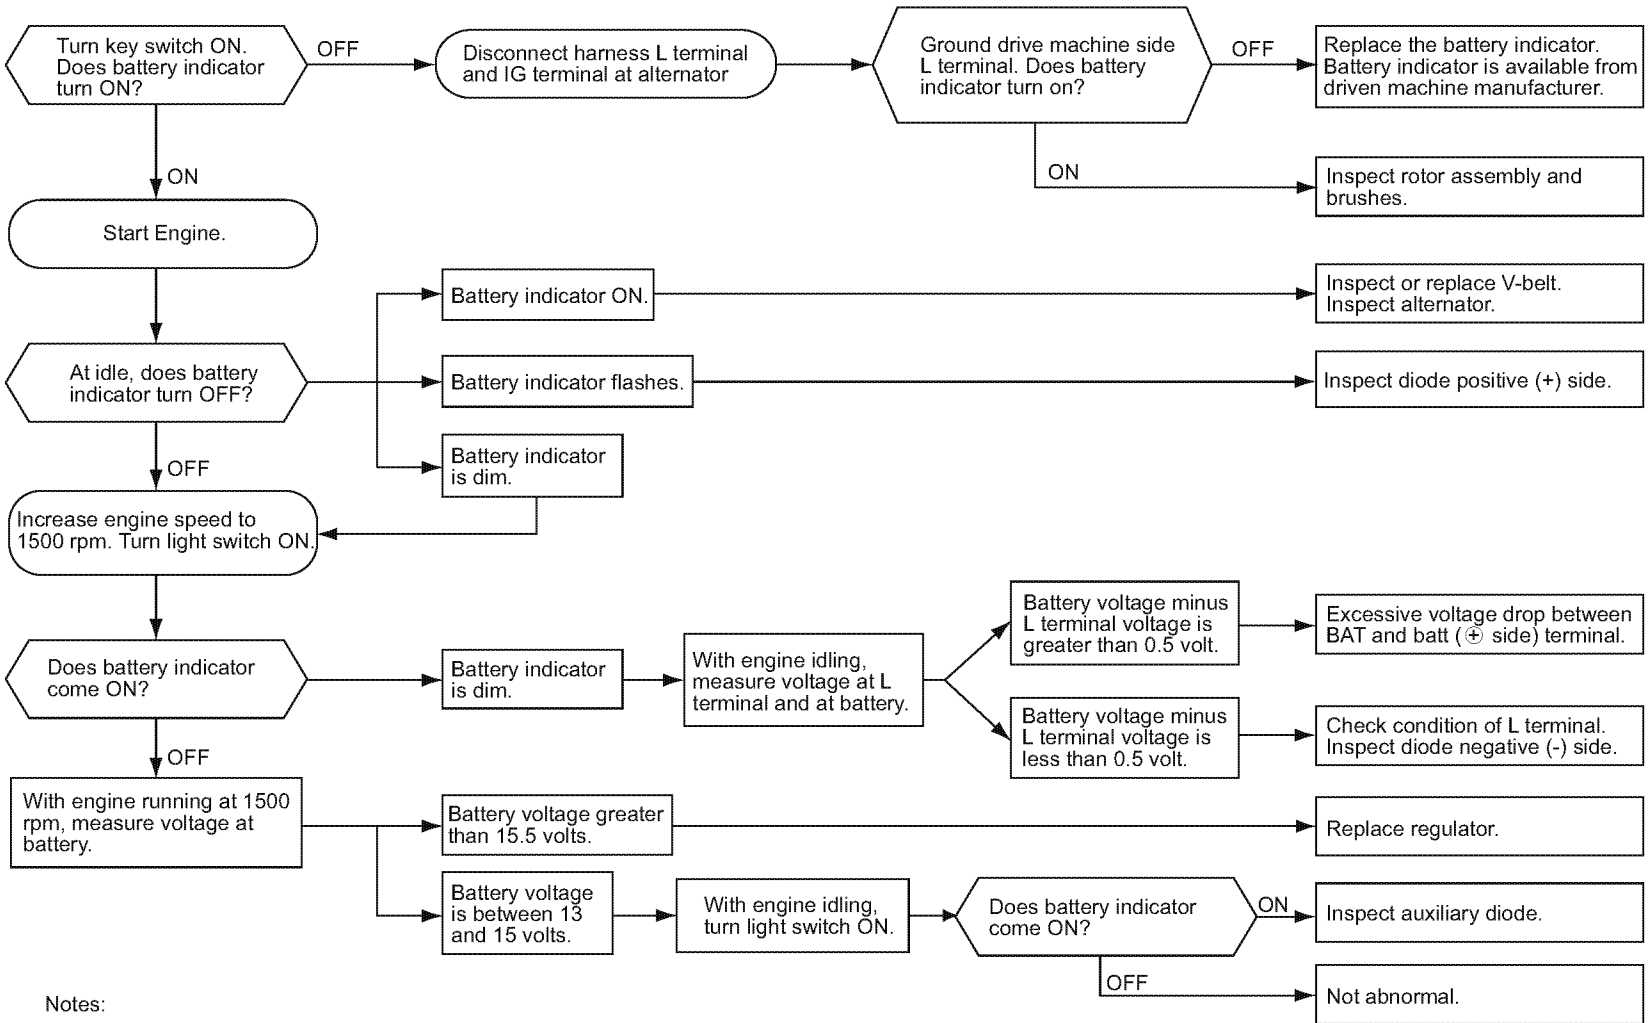 Turn key switch ON.
Does battery indicator
turn ON?
OFF
Disconnect harness L terminal
and IG terminal at alternator
Ground drive machine side
L terminal. Does battery
indicator turn on?
OFF
Replace the battery indicator.
Battery indicator is available from
driven machine manufacturer.
ON
Inspect rotor assembly and
brushes.
ON
Start Engine.
At idle, does battery
indicator turn OFF?
Battery indicator ON.
Inspect or replace V-belt.
Inspect alternator.
Battery indicator flashes.
Inspect diode positive (+) side.
Battery indicator
is dim.
OFF
Increase engine speed to
1500 rpm. Turn light switch ON.
Does battery indicator
come ON?
Battery indicator
is dim.
With engine idling,
measure voltage at L
terminal and at battery.
Battery voltage minus
L terminal voltage is
greater than 0.5 volt.
Excessive voltage drop between
BAT and batt (⊕ side) terminal.
Battery voltage minus
L terminal voltage is
less than 0.5 volt.
Check condition of L terminal.
Inspect diode negative (-) side.
OFF
With engine running at 1500
rpm, measure voltage at
battery.
Battery voltage greater
than 15.5 volts.
Replace regulator.
Battery voltage
is between 13
and 15 volts.
With engine idling,
turn light switch ON.
Does battery indicator
come ON?
ON
Inspect auxiliary diode.
OFF
Not abnormal.
Notes: